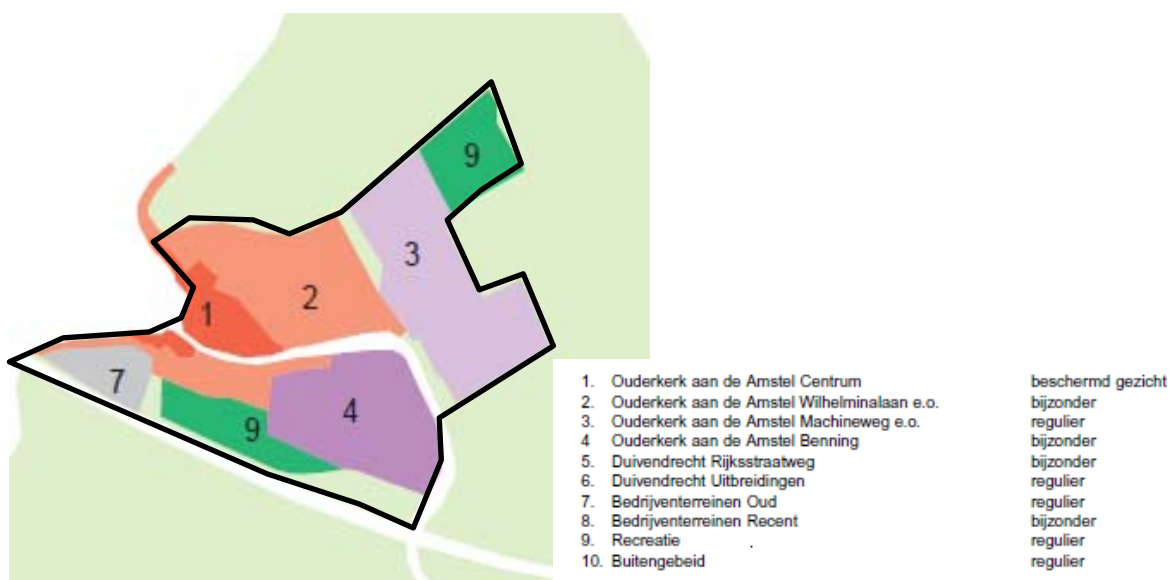 9
3
2
1
7
4
9
1. Ouderkerk aan de Amstel Centrum beschermd gezicht
2. Ouderkerk aan de Amstel Wilhelminalaan e.o. bijzonder
3. Ouderkerk aan de Amstel Machineweg e.o. regulier
4 Ouderkerk aan de Amstel Benning bijzonder
5. Duivendrecht Rijksstraatweg bijzonder
6. Duivendrecht Uitbreidingen regulier
7. Bedrijventerreinen Oud regulier
8. Bedrijventerreinen Recent bijzonder
9. Recreatie . regulier
10. Buitengebeid regulier